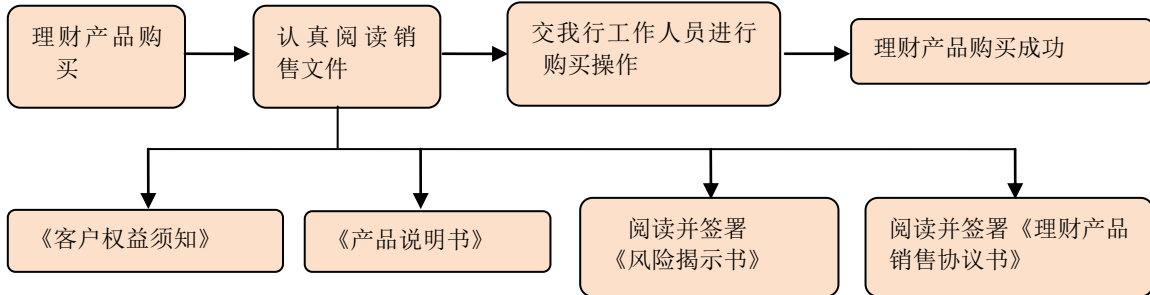 理财产品购
买
认真阅读销
售文件
交我行工作人员进行
购买操作
理财产品购买成功
《客户权益须知》
《产品说明书》
阅读并签署
《风险揭示书》
阅读并签署《理财产品
销售协议书》